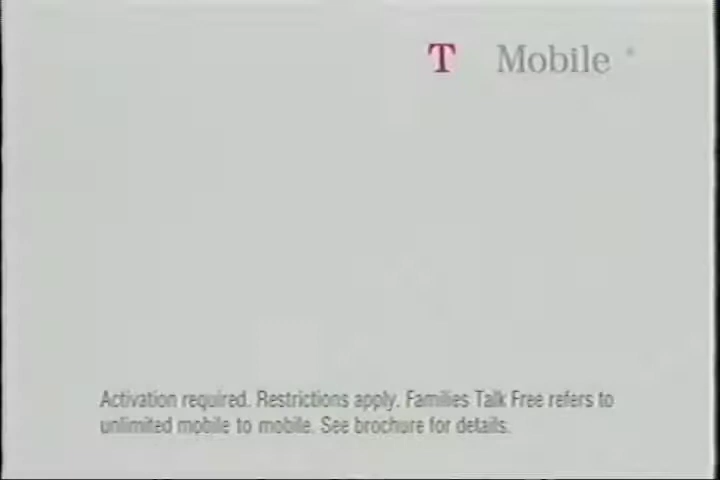 T Mobile
Activation required. Restrictions apply. Families Talk Free refers to
unlimited mobile to mobile. See brochure for details.